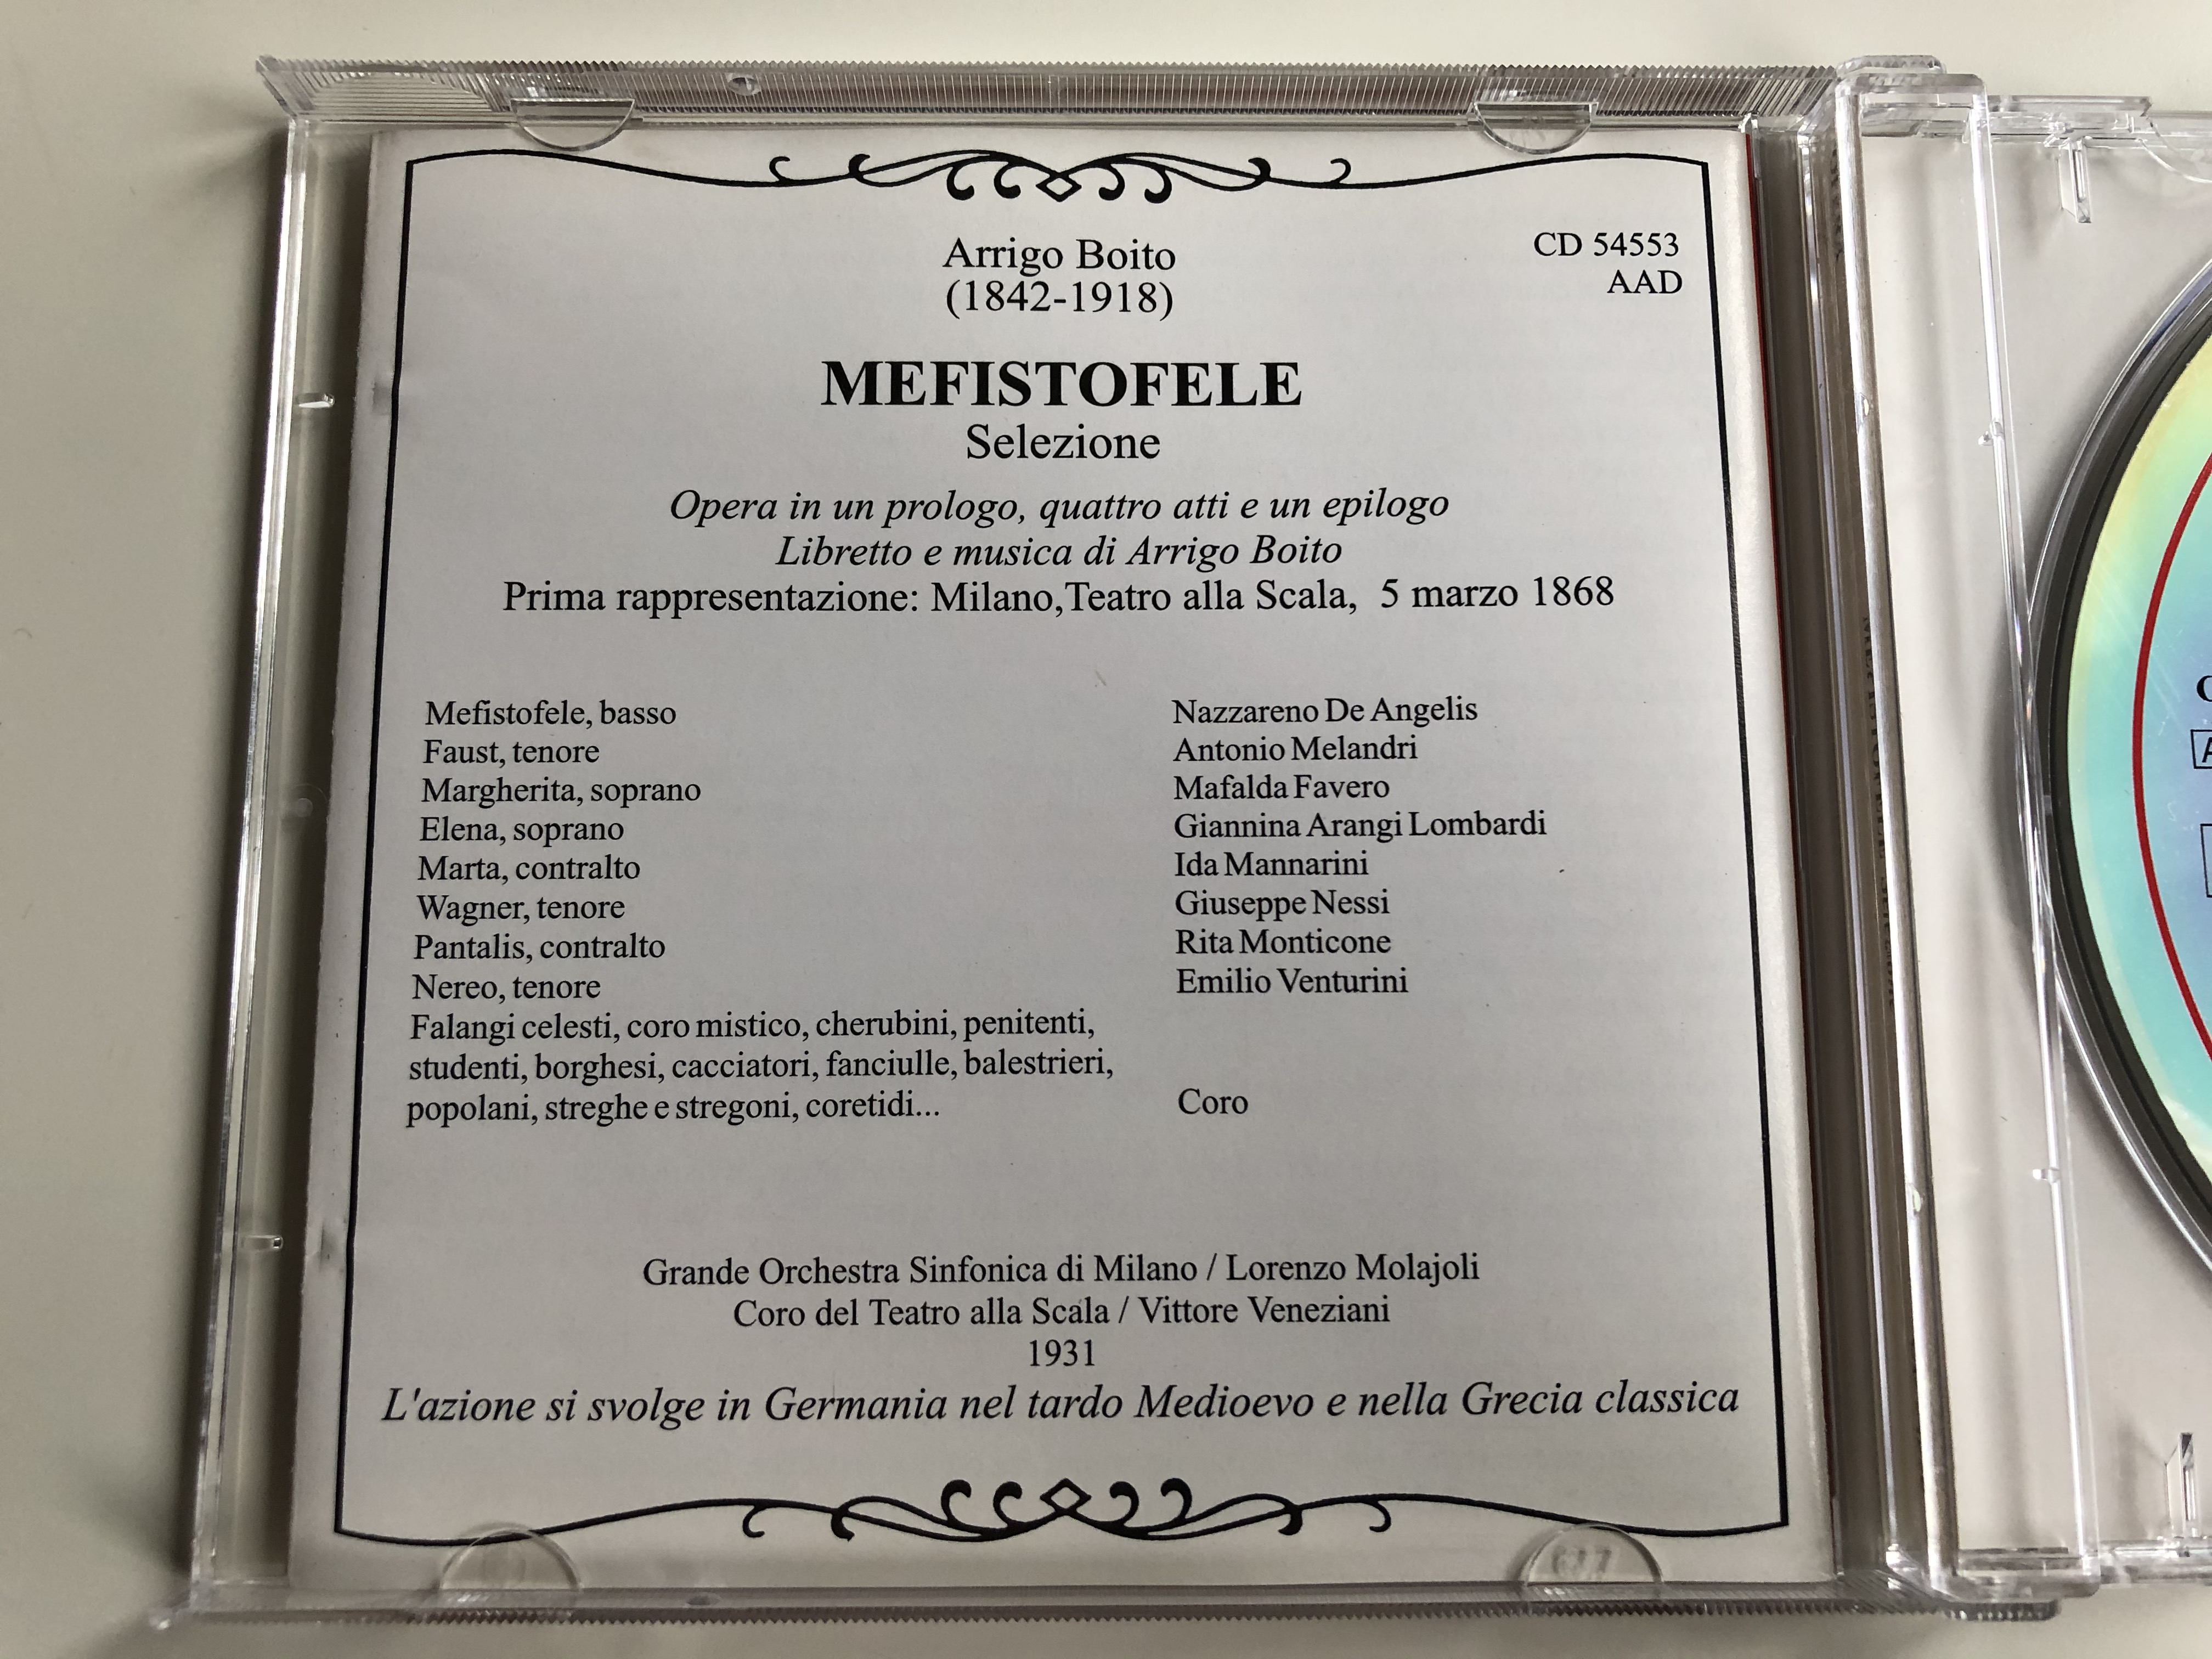 Arrigo Boito
(1842-1918)
CD 54553
AAD
MEFISTOFELE
Selezione
Opera in un prologo, quattro atti e un epilogo
Libretto e musica di Arrigo Boito
Prima rappresentazione: Milano,Teatro alla Scala, 5 marzo 1868
Mefistofele, basso Nazzareno De Angelis
Faust, tenore Antonio Melandri
Margherita, soprano Mafalda Favero
Elena, soprano Giannina Arangi Lombardi
Marta, contralto Ida Mannarini
Wagner, tenore Giuseppe Nessi
Pantalis, contralto Rita Monticone
Nereo, tenore Emilio Venturini
Falangi celesti, coro mistico, cherubini, penitenti,
studenti, borghesi, cacciatori, fanciulle, balestrieri,
popolani, streghe e stregoni, coretidi... Coro
Grande Orchestra Sinfonica di Milano / Lorenzo Molajoli
Coro del Teatro alla Scala / Vittore Veneziani
1931
L'azione si svolge in Germania nel tardo Medioevo e nella Grecia classica